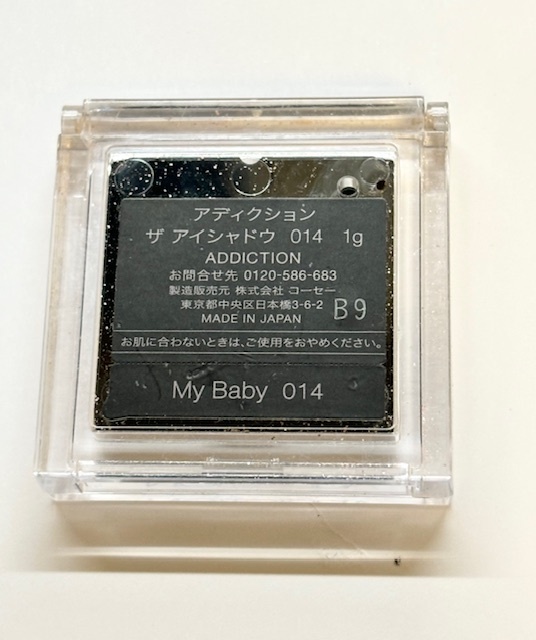 アディクション
ザ アイシャドウ 014 1g
ADDICTION
お問合せ先 0120-586-683
製造販売元 株式会社 コーセー
東京都中央区日本橋3-6-2
MADE IN JAPAN
B9
お肌に合わないときは、ご使用をおやめください。
My Baby 014